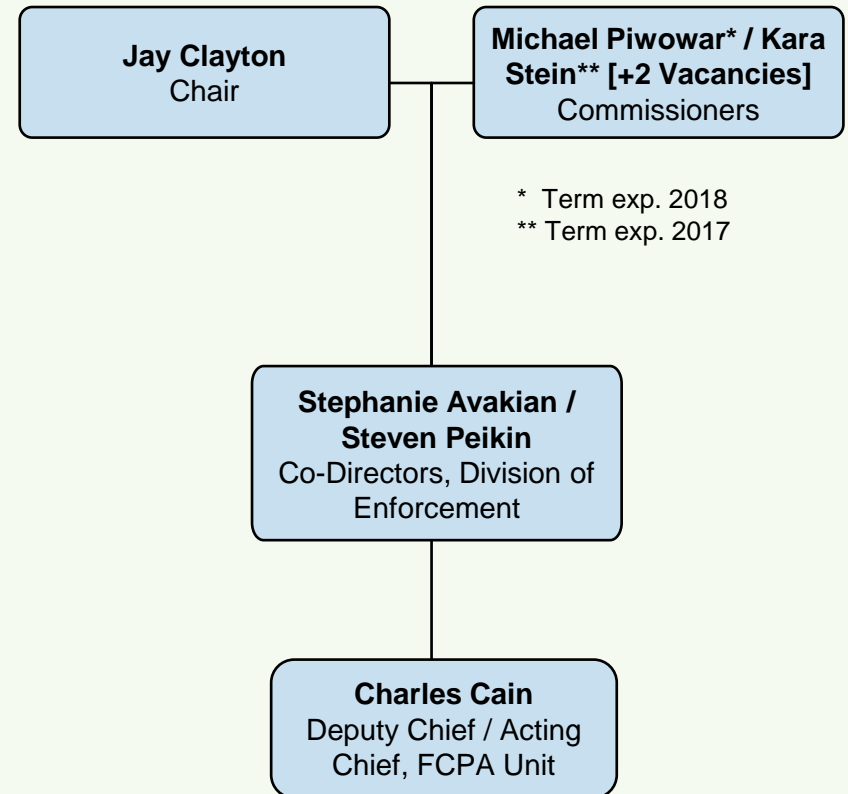 Jay Clayton
Chair
Michael Piwowar* / Kara
Stein** [+2 Vacancies]
Commissioners
* Term exp. 2018
** Term exp. 2017
Stephanie Avakian /
Steven Peikin
Co-Directors, Division of
Enforcement
Charles Cain
Deputy Chief / Acting
Chief, FCPA Unit